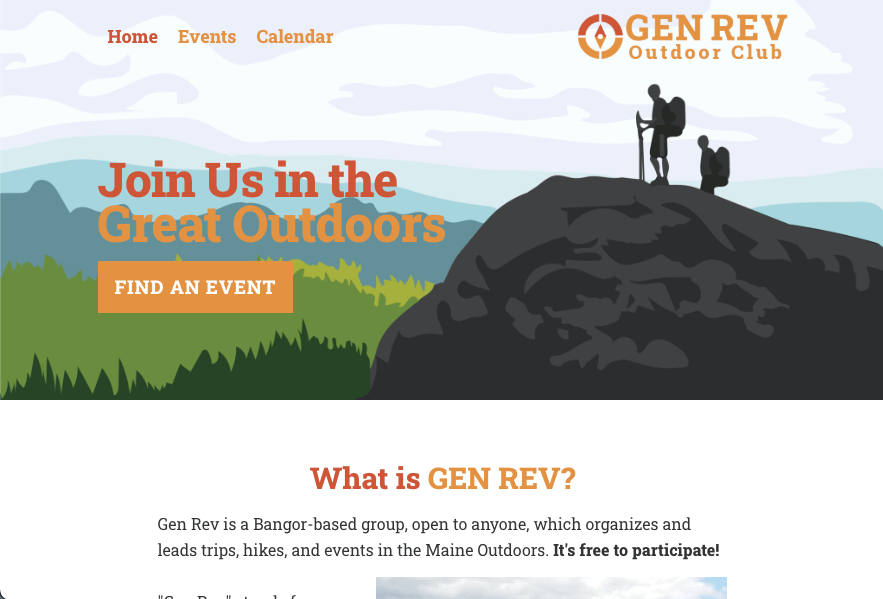 Home Events Calendar
GEN REV
Outdoor Club
Join Us in the
Great Outdoors
FIND AN EVENT
What is GEN REV?
Gen Rev is a Bangor-based group, open to anyone, which organizes and
leads trips, hikes, and events in the Maine Outdoors. It's free to participate!